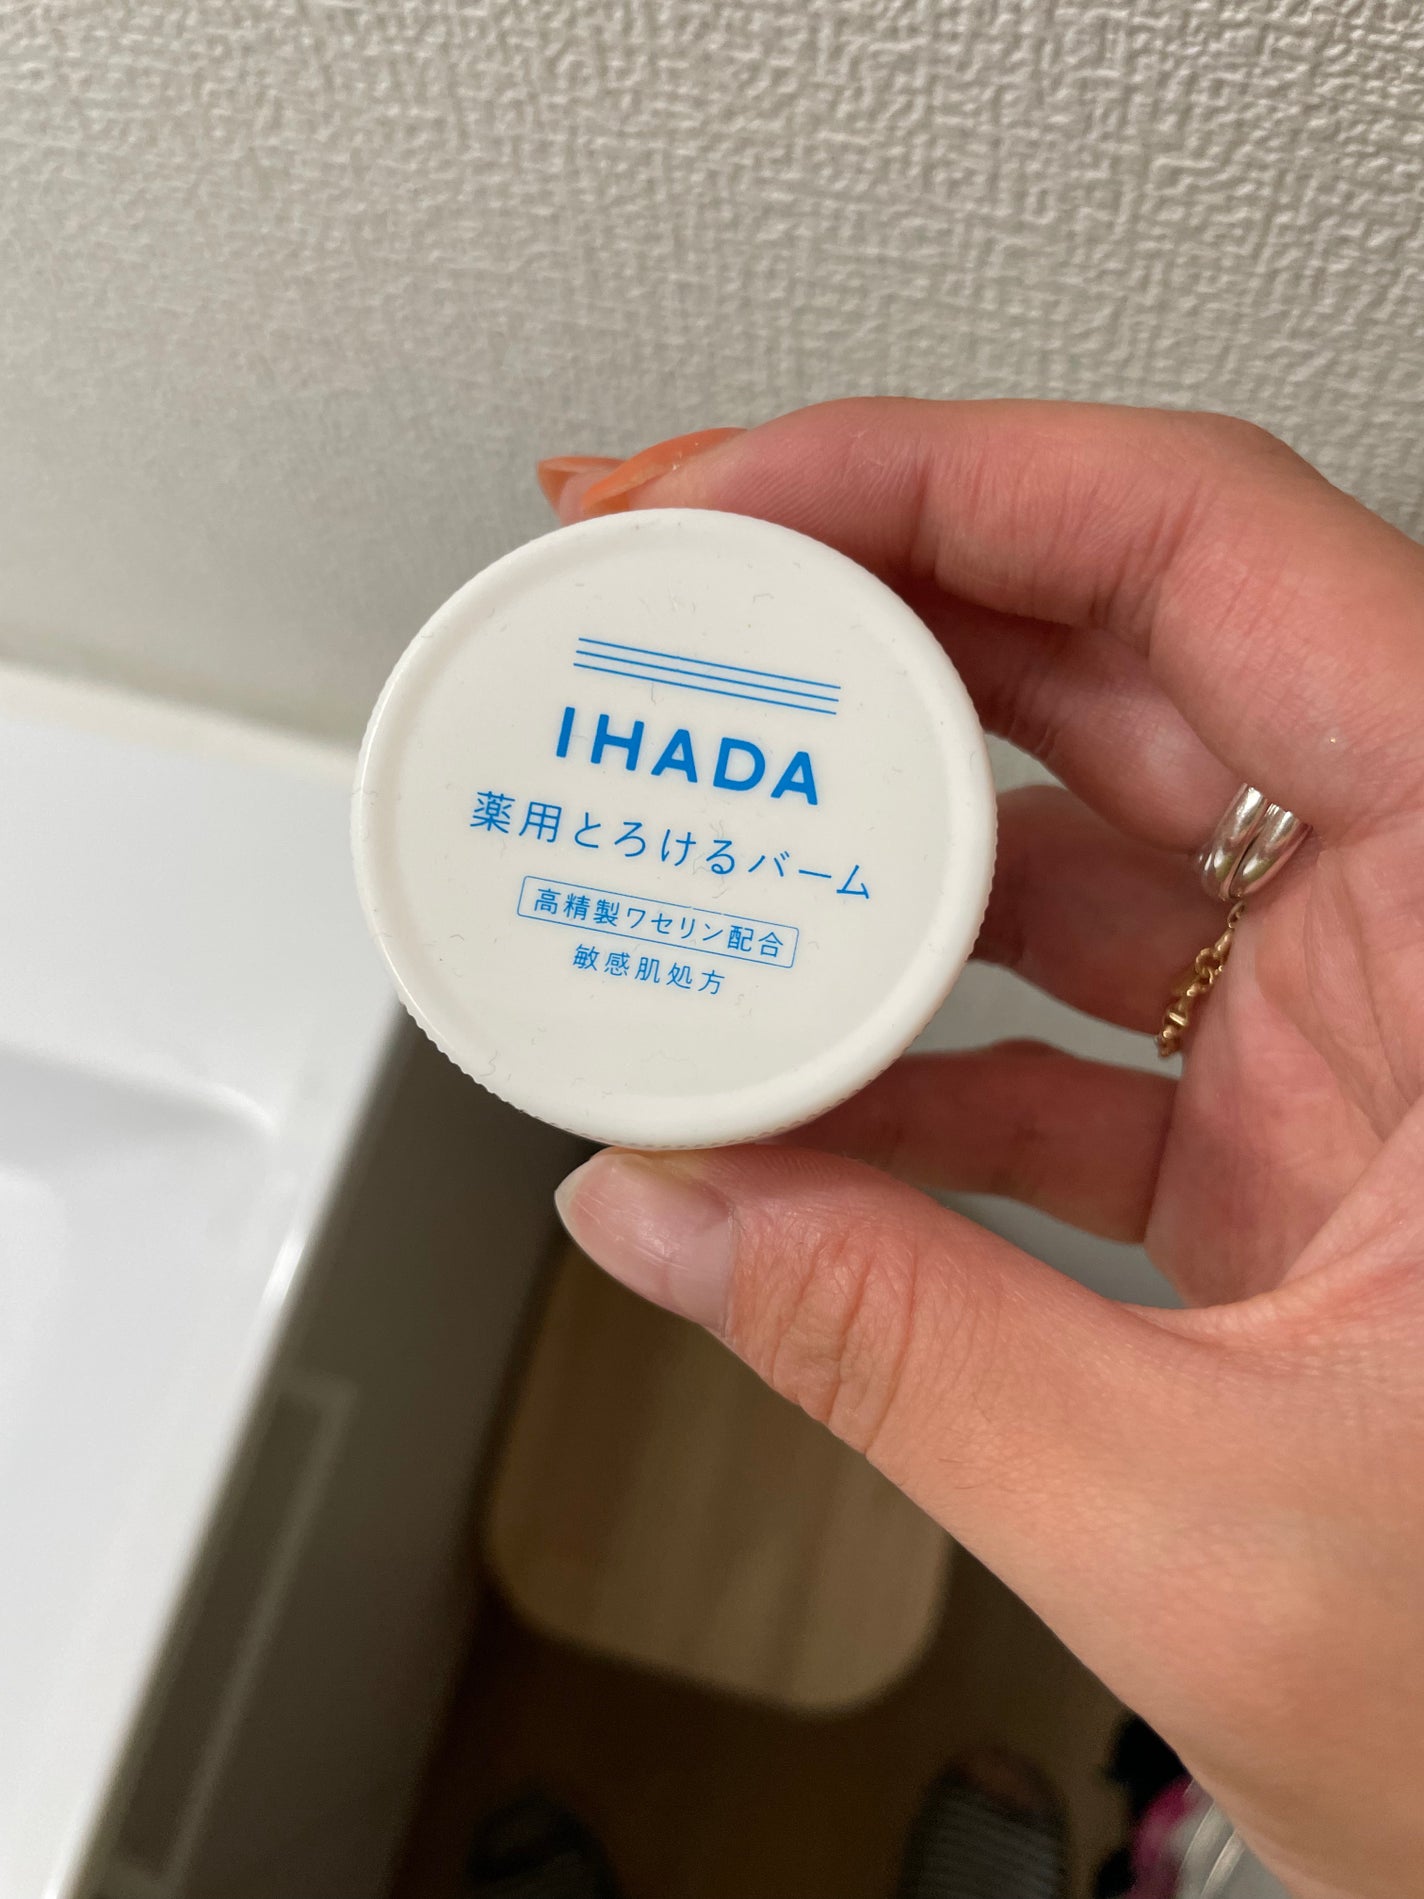 IHADA
薬用とろけるバーム
高精製ワセリン配合
敏感肌処方